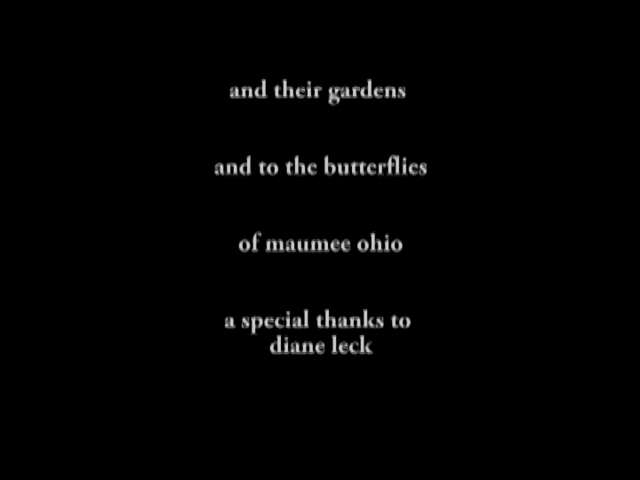 and their gardens
and to the butterflies
of maumee ohio
a special thanks to
diane leck